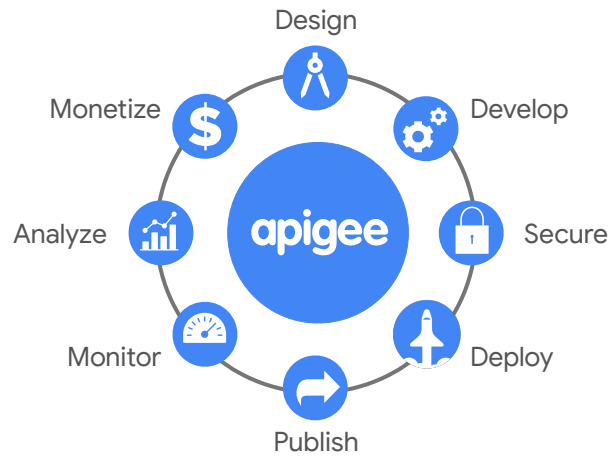 Design
Develop
Secure
Deploy
Publish
Monitor
Analyze
Monetize
$
apigee